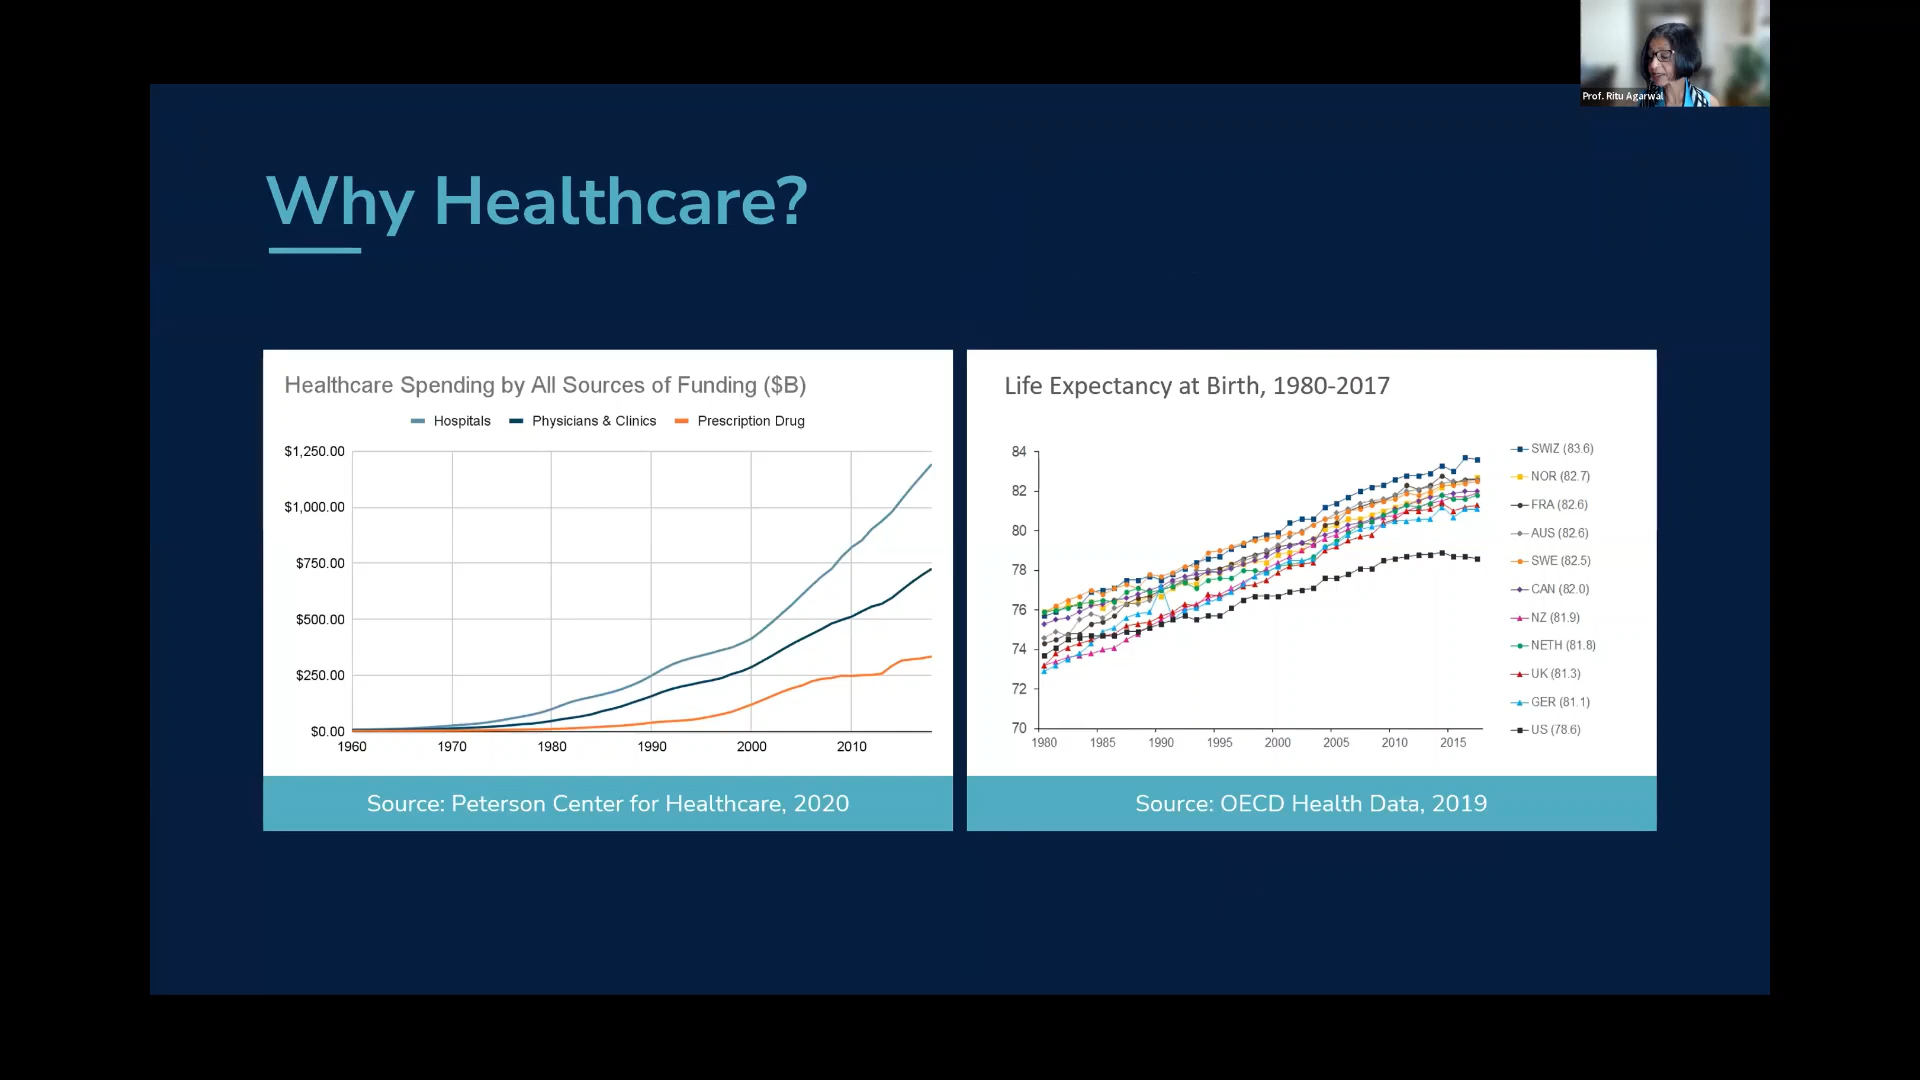 Prof. Ritu Agarwal
Why Healthcare?
Healthcare Spending by All Sources of Funding ($B)
Hospitals Physicians & Clinics Prescription Drug
$1,250.00
$1,000.00
$750.00
$500.00
$250.00
$0.00
1960 1970 1980 1990 2000 2010
Source: Peterson Center for Healthcare, 2020
Life Expectancy at Birth, 1980-2017
84
82
80
78
76
74
72
70
1980 1985 1990 1995 2000 2005 2010 2015
SWIZ (83.6)
NOR (82.7)
FRA (82.6)
AUS (82.6)
SWE (82.5)
CAN (82.0)
NZ (81.9)
NETH (81.8)
UK (81.3)
GER (81.1)
US (78.6)
Source: OECD Health Data, 2019